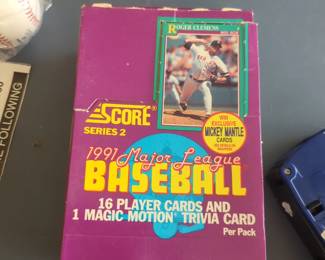 ROGER CLEMENS
SCORE
SERIES 2
WIN
EXCLUSIVE
MICKEY MANTLE
CARDS
1991 Major League
BASEBALL
16 PLAYER CARDS AND
1 MAGIC MOTION TRIVIA CARD
Per Pack
FOLLOWING